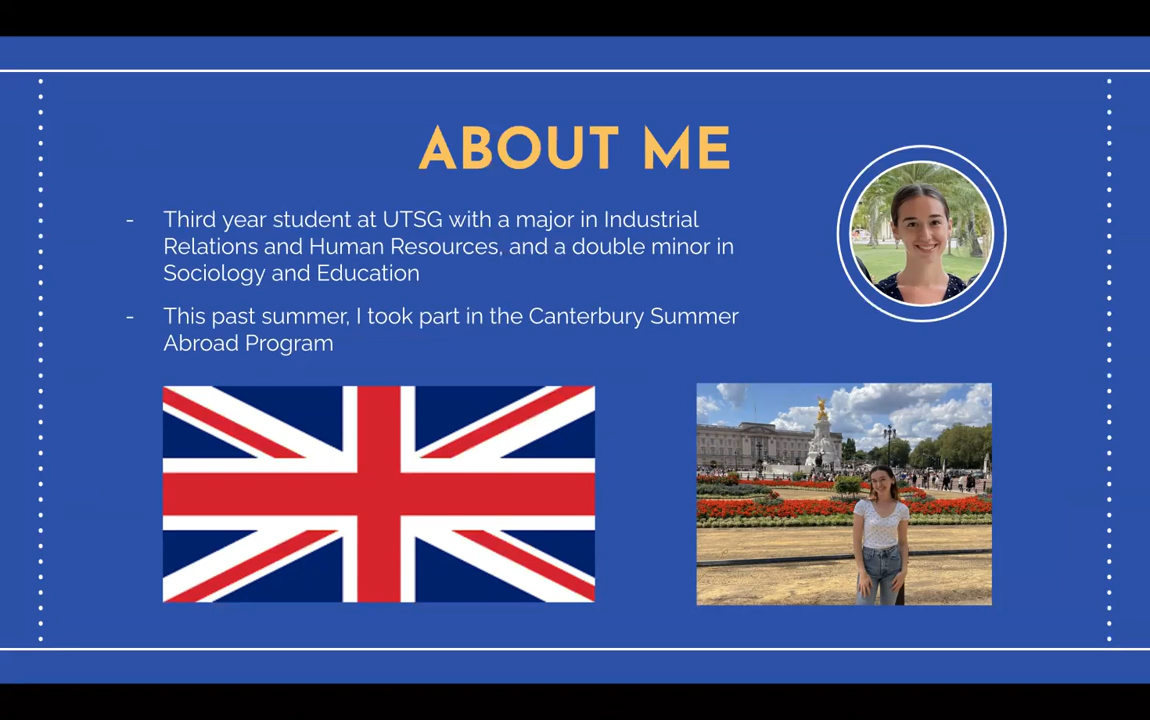 ABOUT ME
- Third year student at UTSG with a major in Industrial
Relations and Human Resources, and a double minor in
Sociology and Education
- This past summer, I took part in the Canterbury Summer
Abroad Program